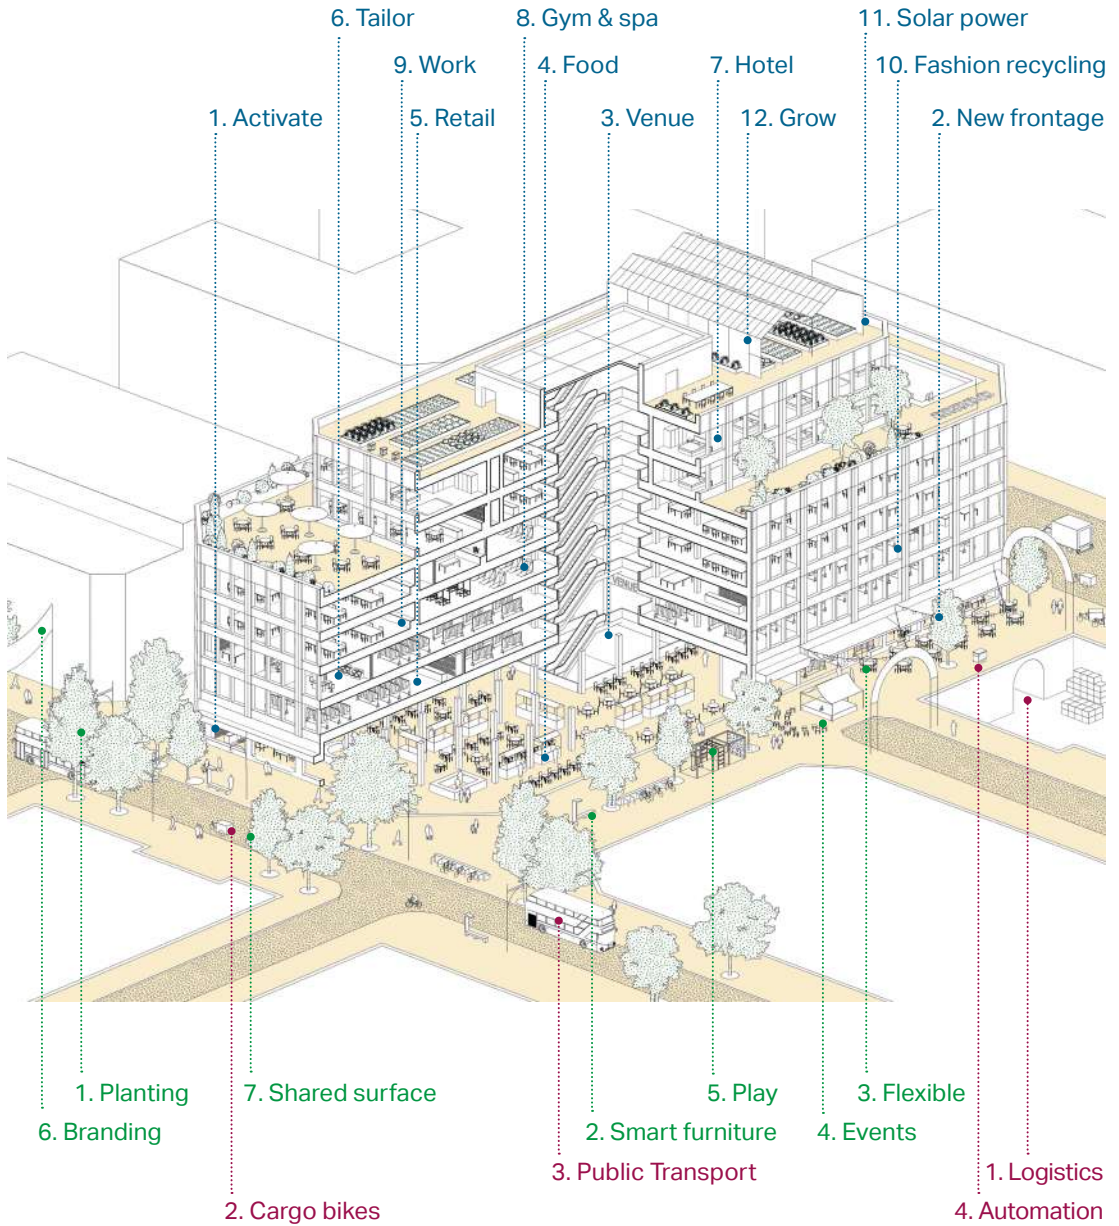 6. Tailor
8. Gym & spa
11. Solar power
9. Work
4. Food
7. Hotel
10. Fashion recycling
1. Activate
5. Retail
3. Venue
12. Grow
2. New frontage
VENUE
1. Planting
7. Shared surface
5. Play
3. Flexible
6. Branding
2. Smart furniture
4. Events
3. Public Transport
1. Logistics
2. Cargo bikes
4. Automation